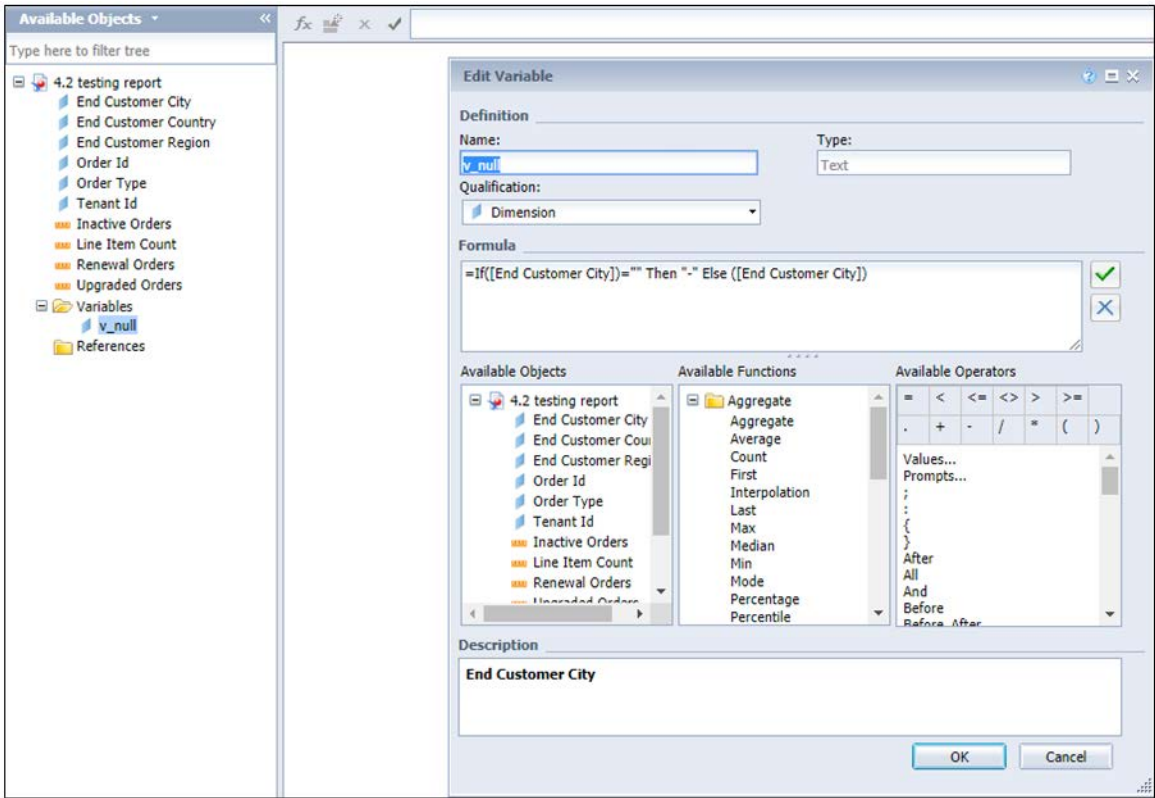 Available Objects
Type here to filter tree
4.2 testing report
End Customer City
End Customer Country
End Customer Region
Order Id
Order Type
Tenant Id
Inactive Orders
Line Item Count
Renewal Orders
Upgraded Orders
Variables
v_null
References
fx
Edit Variable
Definition
Name:
Type:
v_null
Text
Qualification:
Dimension
Formula
=If([End Customer City])="" Then "-" Else ([End Customer City])
Available Objects
4.2 testing report
End Customer City
End Customer Cou
End Customer Regi
Order Id
Order Type
Tenant Id
Inactive Orders
Line Item Count
Renewal Orders
Upgraded Orders
Available Functions
Aggregate
Aggregate
Average
Count
First
Interpolation
Last
Max
Median
Min
Mode
Percentage
Percentile
Available Operators
= < <= <> > >=
. + - / * ( )
Values...
Prompts...
;
:
{
}
After
All
And
Before
Before After
Description
End Customer City
OK Cancel